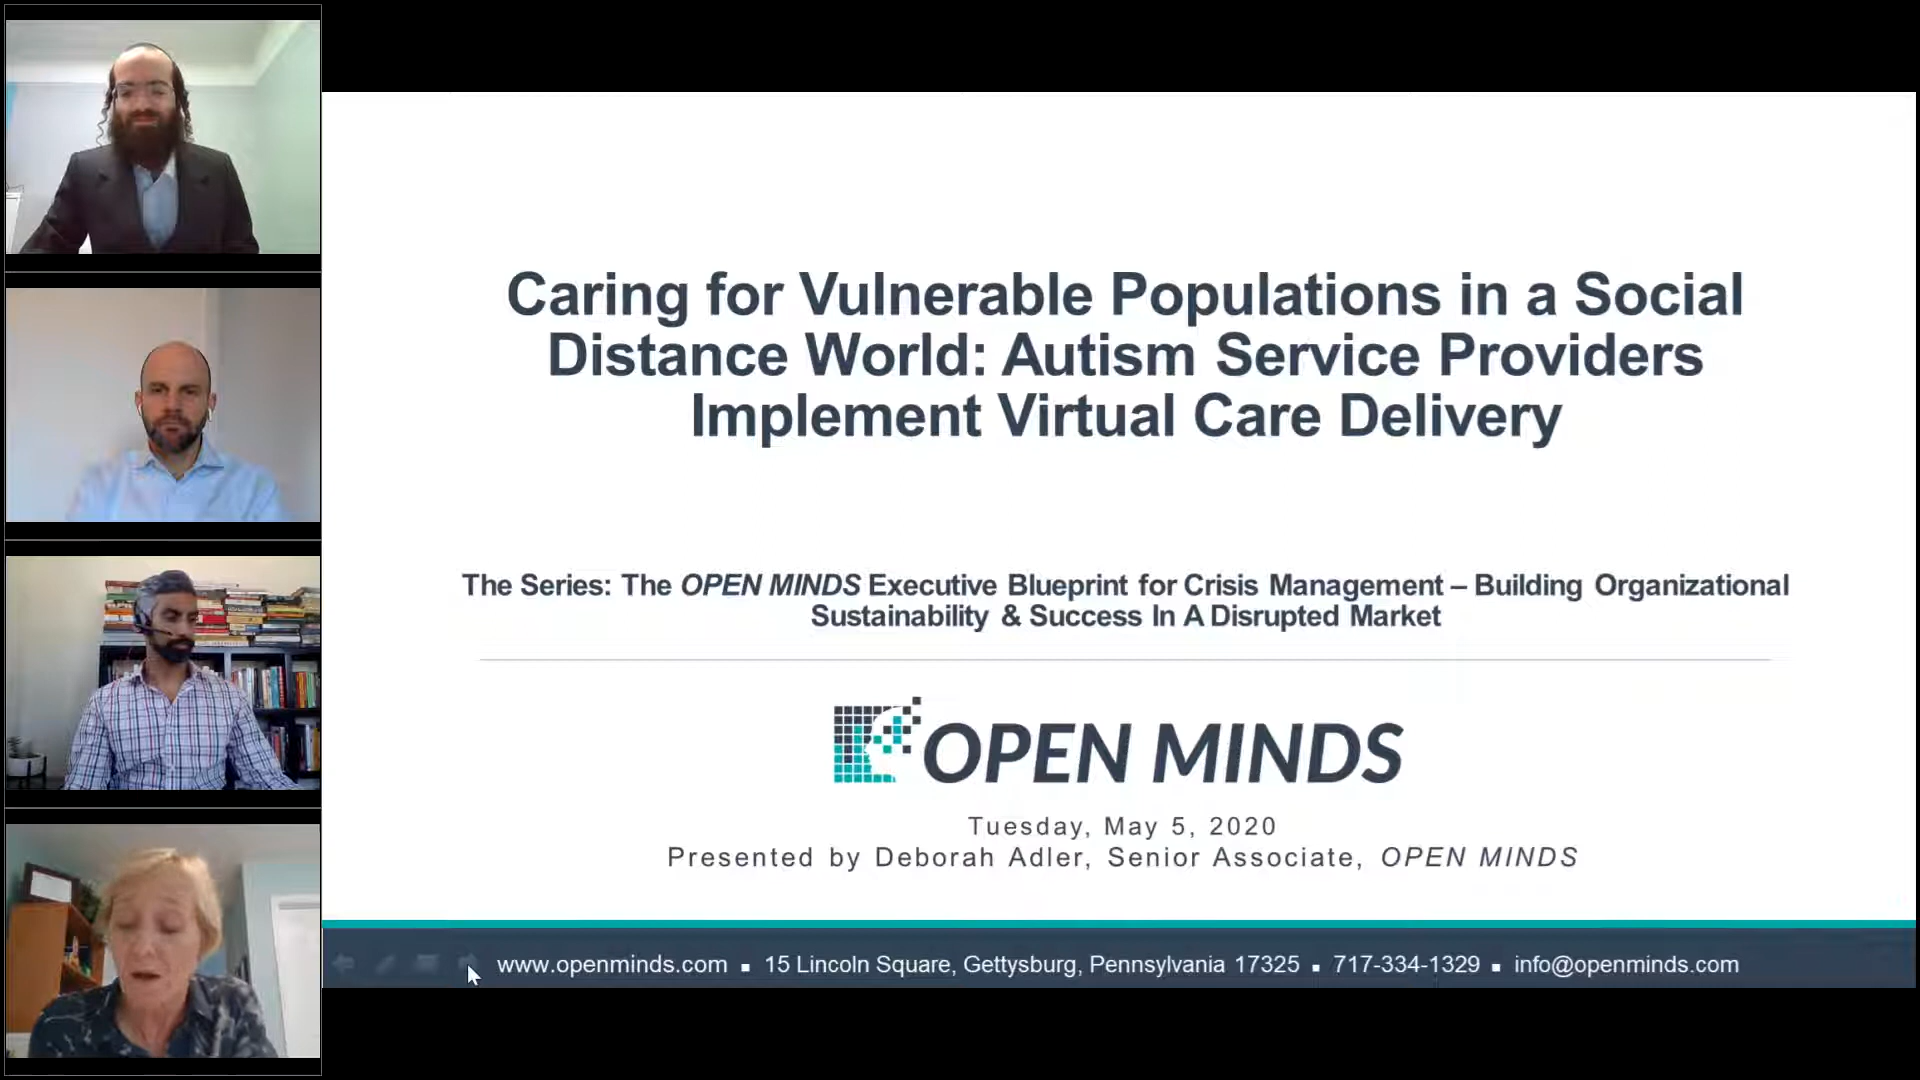 Caring for Vulnerable Populations in a Social
Distance World: Autism Service Providers
Implement Virtual Care Delivery
The Series: The OPEN MINDS Executive Blueprint for Crisis Management – Building Organizational
Sustainability & Success In A Disrupted Market
OPEN MINDS
Tuesday, May 5, 2020
Presented by Deborah Adler, Senior Associate, OPEN MINDS
www.openminds.com ▪ 15 Lincoln Square, Gettysburg, Pennsylvania 17325 ▪ 717-334-1329 ▪ info@openminds.com